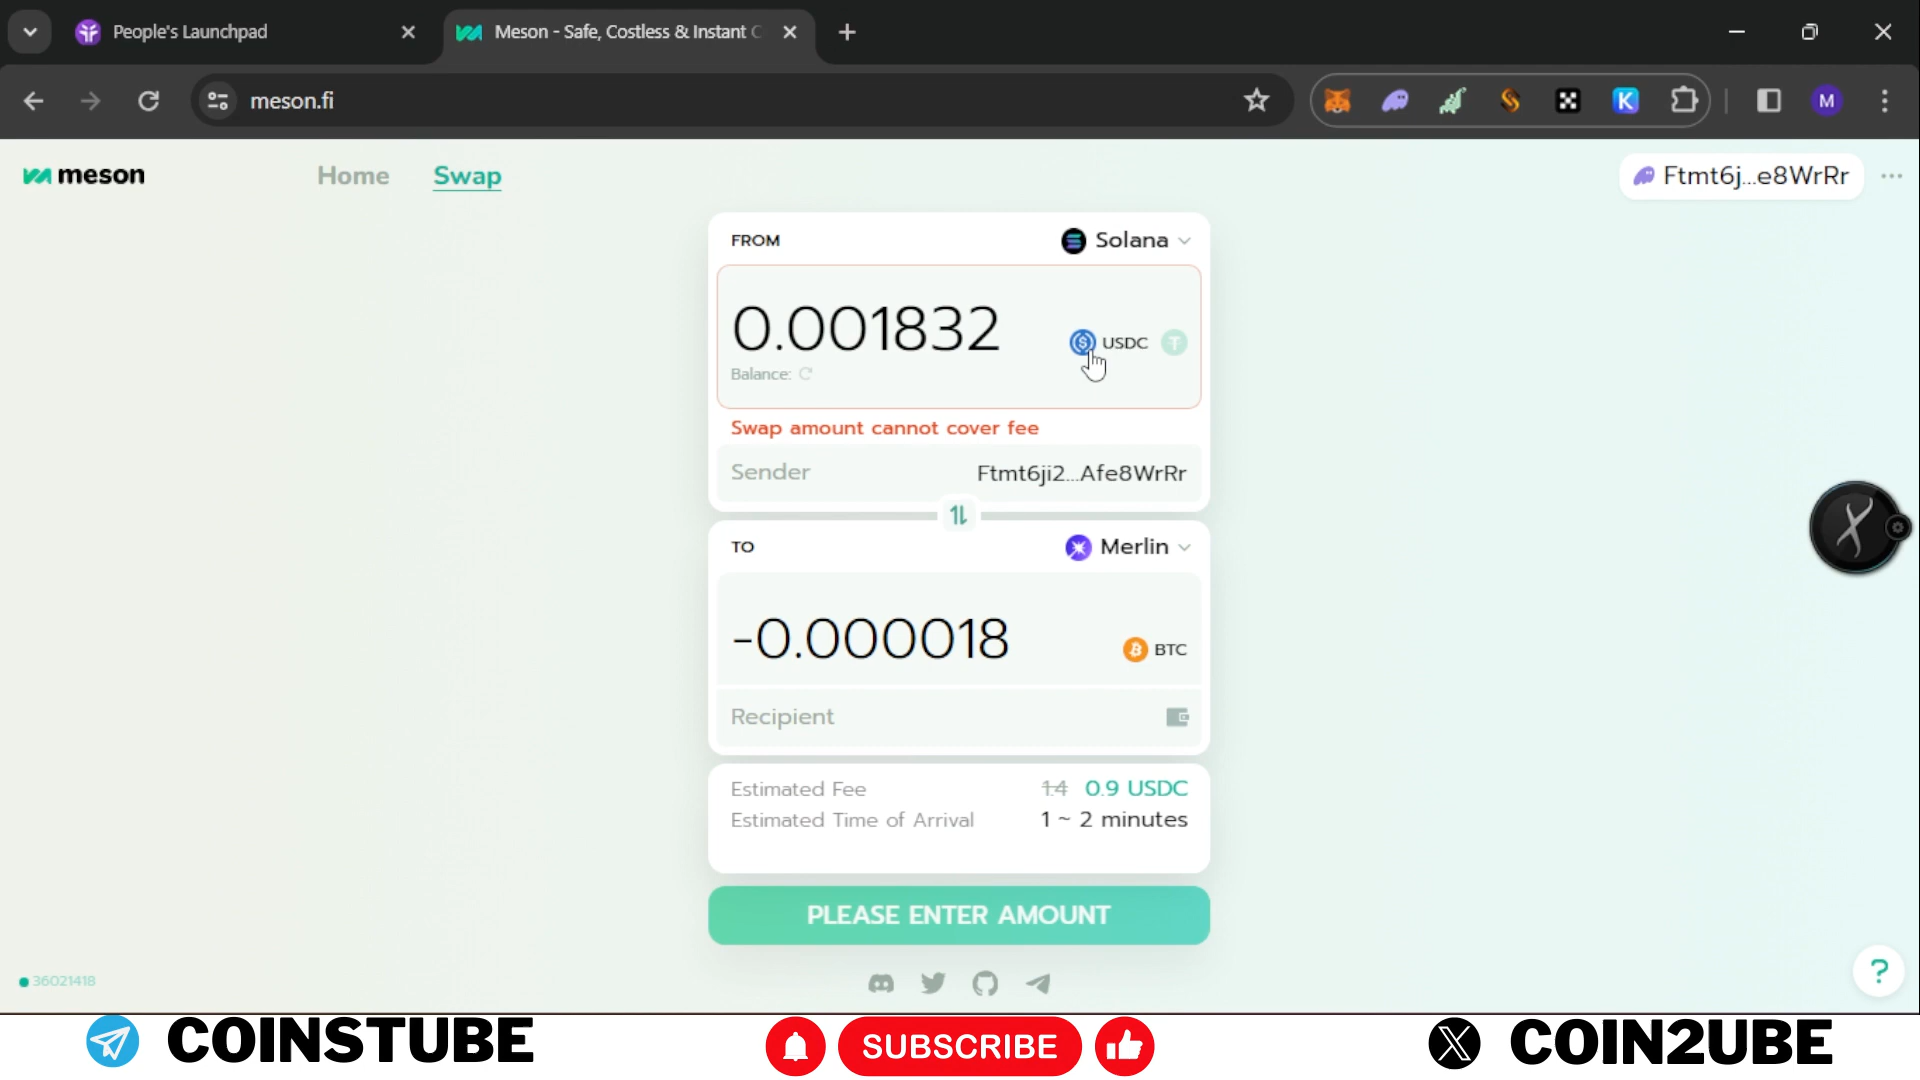 People's Launchpad
Meson - Safe, Costless & Instant C
meson.fi
K
M
meson
Home
Swap
Ftmt6j...e8WrRr
FROM
Solana
0.001832
USDC
Balance:
Swap amount cannot cover fee
Sender
Ftmt6ji2...Afe8WrRr
TO
Merlin
-0.000018
BTC
Recipient
Estimated Fee
1.4 0.9 USDC
Estimated Time of Arrival
1 ~ 2 minutes
PLEASE ENTER AMOUNT
36021418
?
COINSTUBE
SUBSCRIBE
COIN2UBE